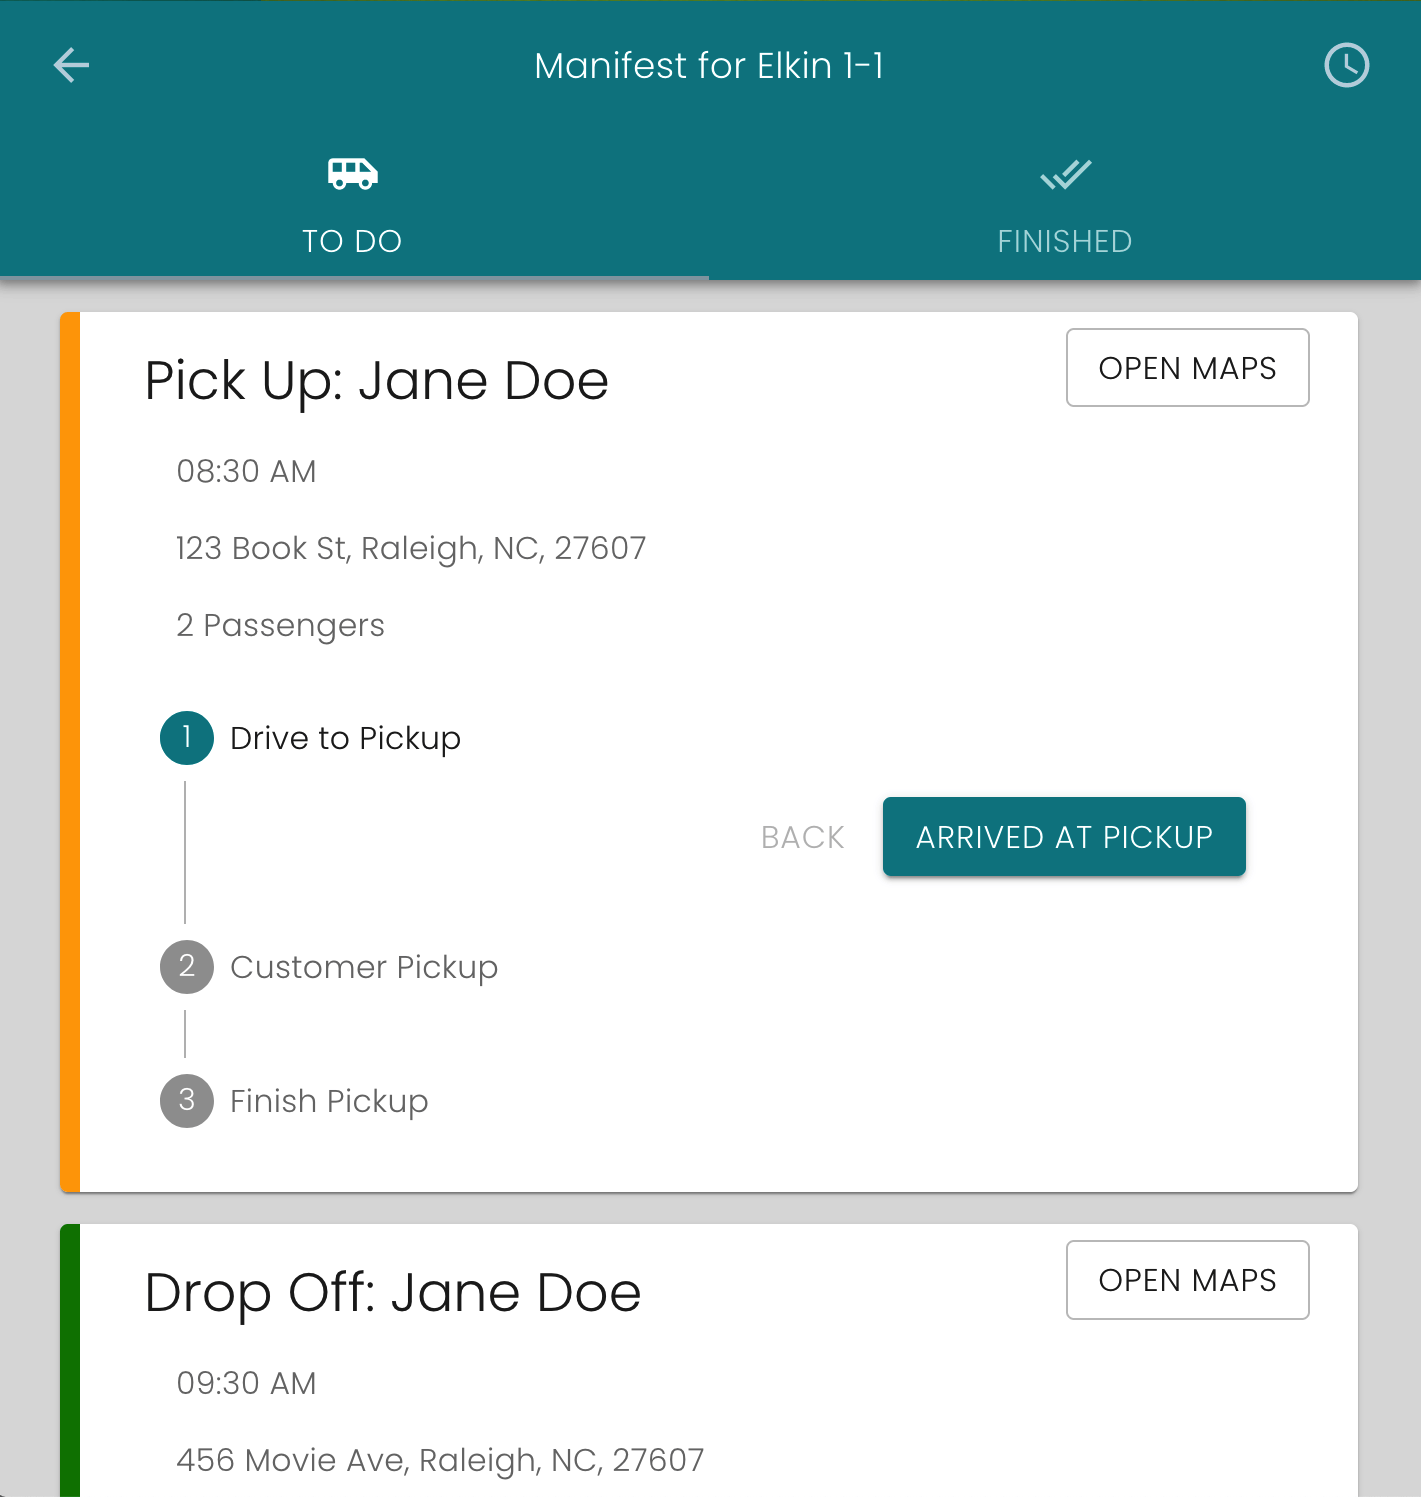 Manifest for Elkin 1-1
TO DO
FINISHED
Pick Up: Jane Doe
OPEN MAPS
08:30 AM
123 Book St, Raleigh, NC, 27607
2 Passengers
1 Drive to Pickup
BACK
ARRIVED AT PICKUP
2 Customer Pickup
3 Finish Pickup
Drop Off: Jane Doe
OPEN MAPS
09:30 AM
456 Movie Ave, Raleigh, NC, 27607